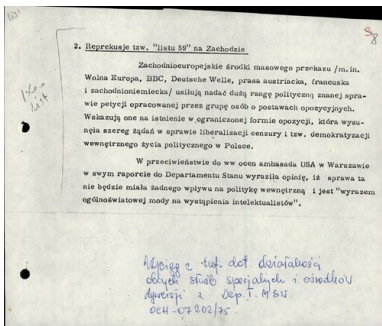 2. Reprekusje tzw. "listu 59" na Zachodzie
Zachodnioeuropejskie środki masowego przekazu /m.in.
Wolna Europa, BBC, Deutsche Welle, prasa austriacka, francuska
i zachodnioniemiecka/ usiłują nadać dużą rangę polityczną znanej spra-
wie petycji opracowanej przez grupę osób o postawach opozycyjnych.
Wskazują one na istnienie w ograniczonej formie opozycji, która wysu-
nęła szereg żądań w sprawie liberalizacji cenzury i tzw. demokratyzacji
wewnętrznego życia politycznego w Polsce.
W przeciwieństwie do ww ocen ambasada USA w Warszawie
w swym raporcie do Departamentu Stanu wyraziła opinię, iż sprawa ta
nie będzie miała żadnego wpływu na politykę wewnętrzną i jest "wyrazem
ogólnoświatowej mody na wystąpienia intelektualistów".
Wyciąg z inf. dot. działalności
obcych służb specjalnych i ośrodków
dywersji z Dep. I MSW
OCH-07202/75